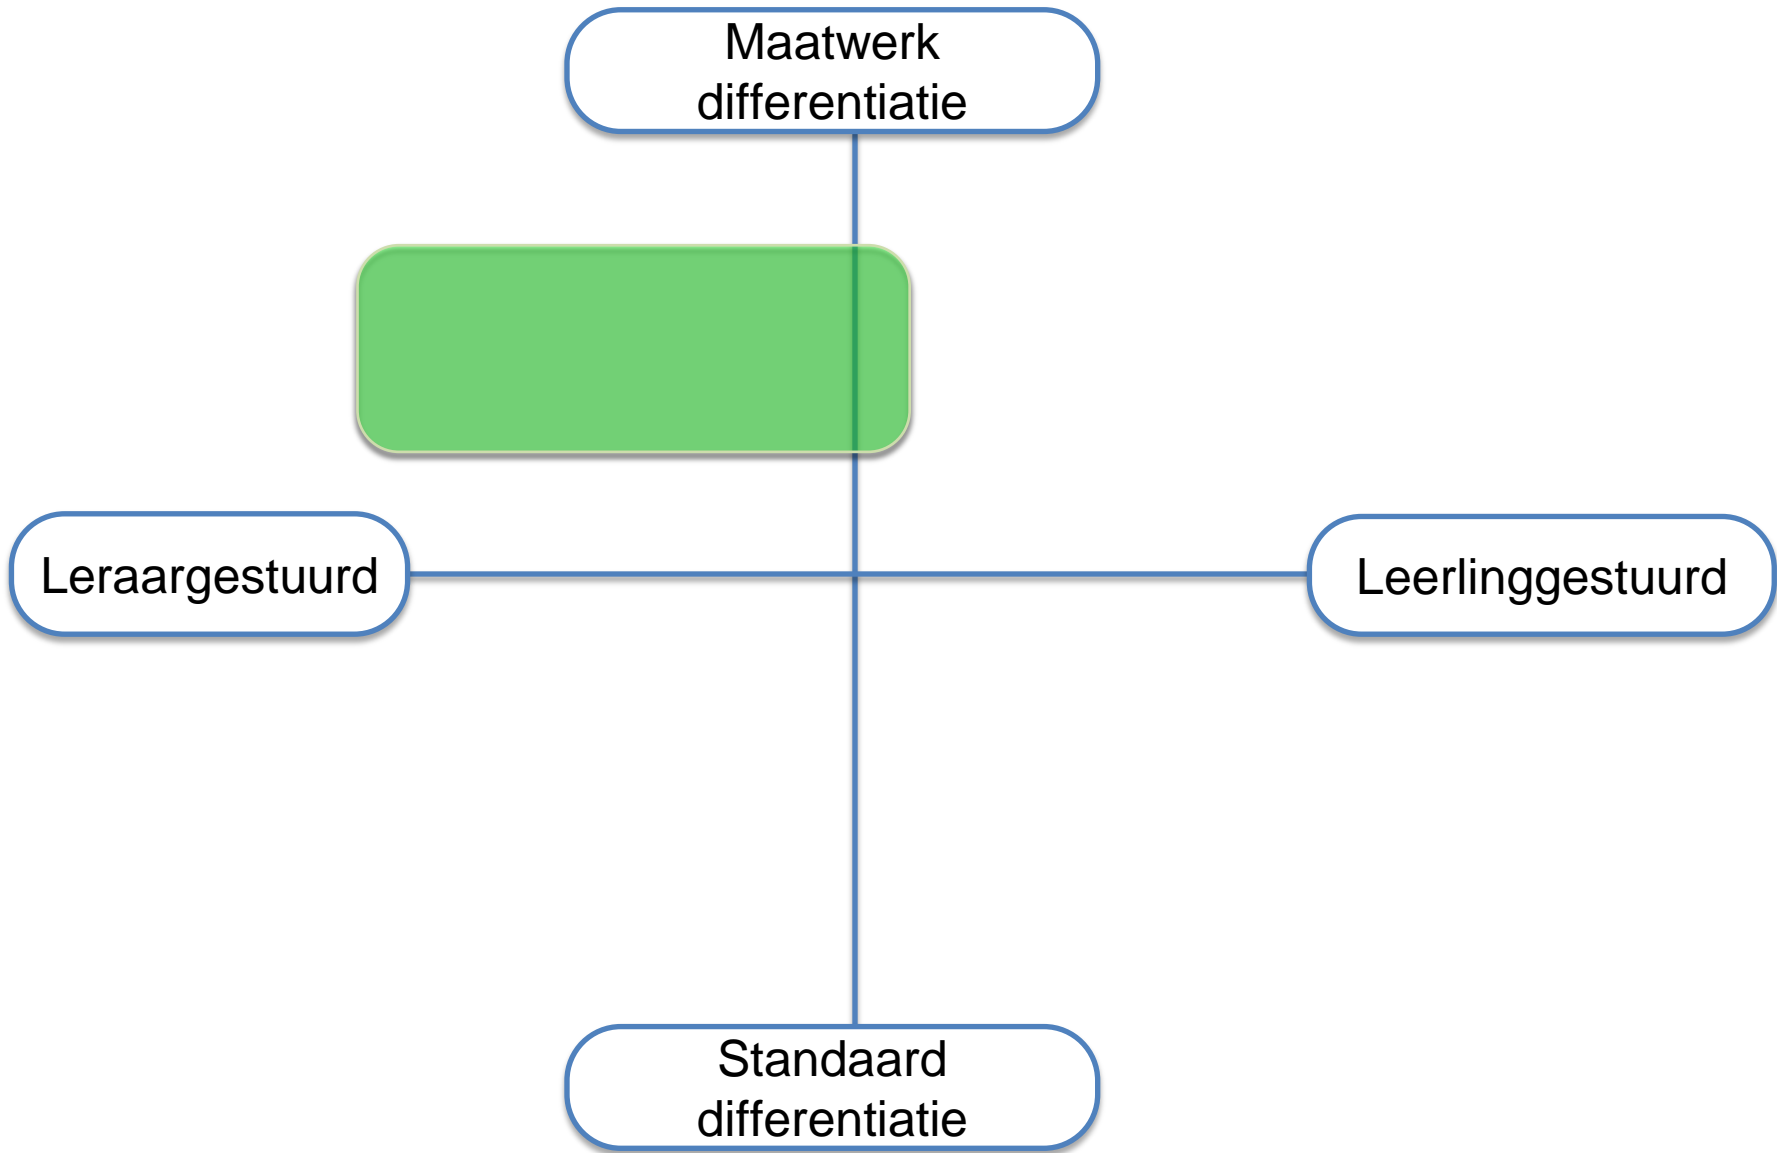 Maatwerk
differentiatie
Leraargestuurd
Leerlinggestuurd
Standaard
differentiatie